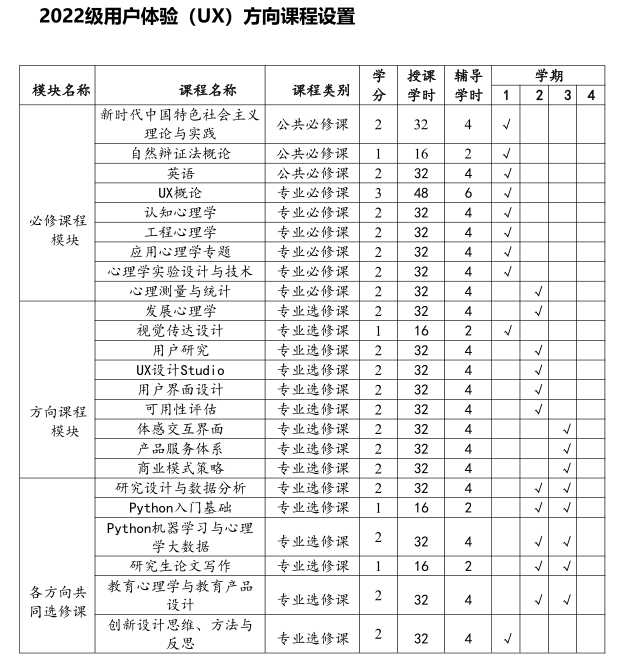 2022级用户体验（UX）方向课程设置
模块名称 课程名称 课程类别 学分 授课学时 辅导学时 学期
1 2 3 4
必修课程模块
新时代中国特色社会主义理论与实践 公共必修课 2 32 4 √
自然辩证法概论 公共必修课 1 16 2 √
英语 公共必修课 2 32 4 √
UX概论 专业必修课 3 48 6 √
认知心理学 专业必修课 2 32 4 √
工程心理学 专业必修课 2 32 4 √
应用心理学专题 专业必修课 2 32 4 √
心理学实验设计与技术 专业必修课 2 32 4 √
心理测量与统计 专业必修课 2 32 4 √
方向课程模块
发展心理学 专业选修课 2 32 4 √
视觉传达设计 专业选修课 1 16 2 √
用户研究 专业选修课 2 32 4 √
UX设计Studio 专业选修课 2 32 4 √
用户界面设计 专业选修课 2 32 4 √
可用性评估 专业选修课 2 32 4 √
体感交互界面 专业选修课 2 32 4 √
产品服务体系 专业选修课 2 32 4 √
商业模式策略 专业选修课 2 32 4 √
各方向共同选修课
研究设计与数据分析 专业选修课 2 32 4 √ √
Python入门基础 专业选修课 1 16 2 √ √
Python机器学习与心理学大数据 专业选修课 2 32 4 √ √
研究生论文写作 专业选修课 1 16 2 √ √
教育心理学与教育产品设计 专业选修课 2 32 4 √ √
创新设计思维、方法与反思 专业选修课 2 32 4 √